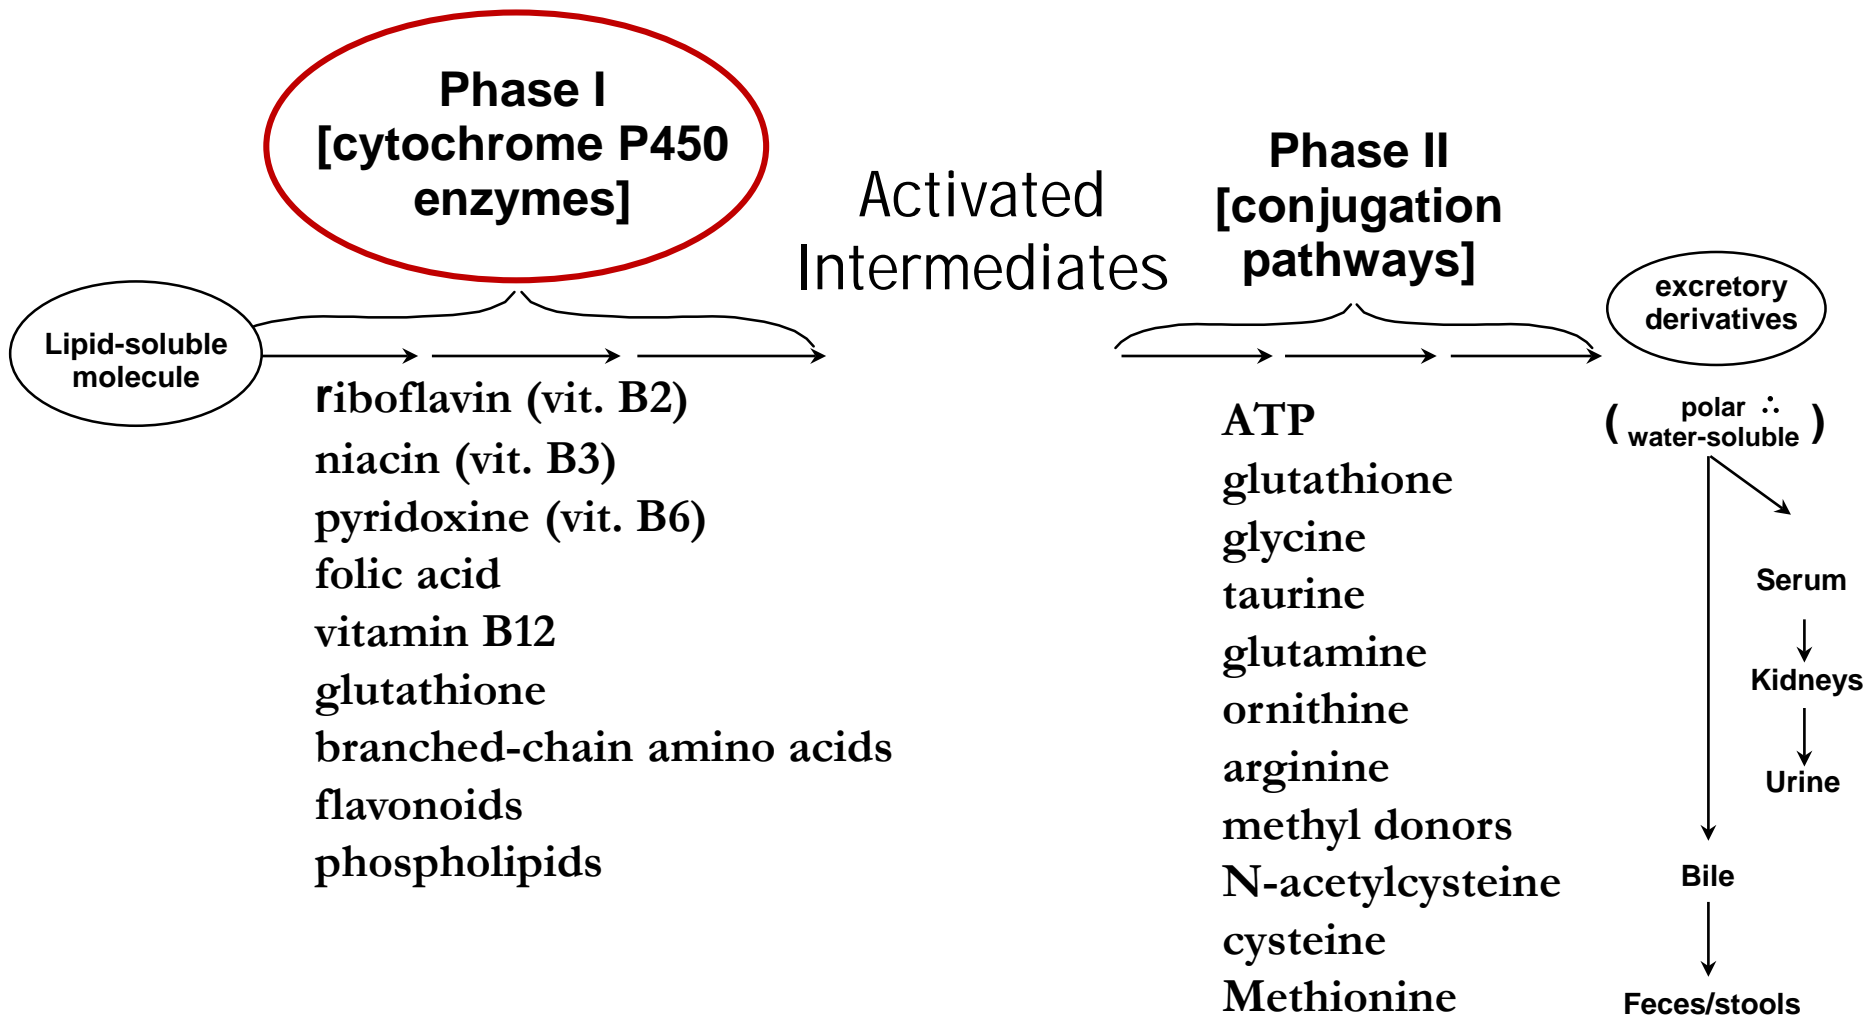 Phase I
[cytochrome P450
enzymes]
Activated
Intermediates
Phase II
[conjugation
pathways]
excretory
derivatives
Lipid-soluble
molecule
riboflavin (vit. B2)
niacin (vit. B3)
pyridoxine (vit. B6)
folic acid
vitamin B12
glutathione
branched-chain amino acids
flavonoids
phospholipids
ATP
glutathione
glycine
taurine
glutamine
ornithine
arginine
methyl donors
N-acetylcysteine
cysteine
Methionine
( polar ∴
water-soluble )
Serum
Kidneys
Urine
Bile
Feces/stools